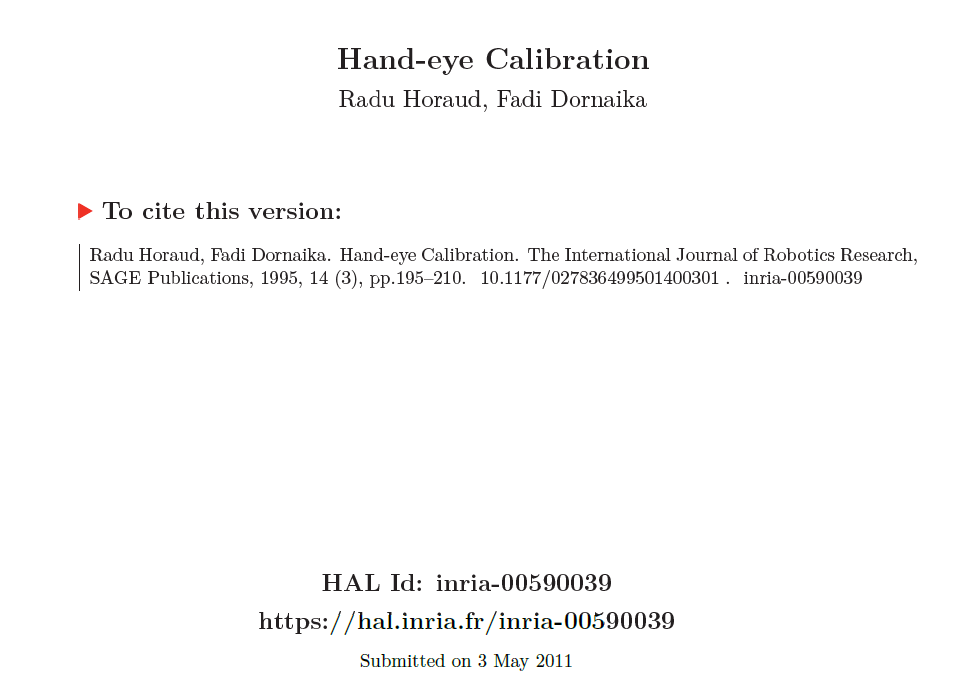 Hand-eye Calibration
Radu Horaud, Fadi Dornaika
To cite this version:
Radu Horaud, Fadi Dornaika. Hand-eye Calibration. The International Journal of Robotics Research,
SAGE Publications, 1995, 14 (3), pp.195–210. 10.1177/027836499501400301 . inria-00590039
HAL Id: inria-00590039
https://hal.inria.fr/inria-00590039
Submitted on 3 May 2011